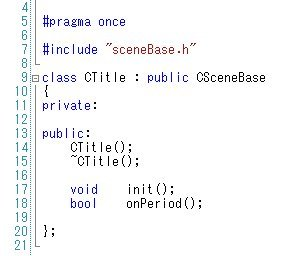 4
5 #pragma once
6
7 #include "sceneBase.h"
8
9 class CTitle : public CSceneBase
10 {
11 private:
12
13 public:
14     CTitle();
15     ~CTitle();
16
17     void    init();
18     bool    onPeriod();
19
20 };
21